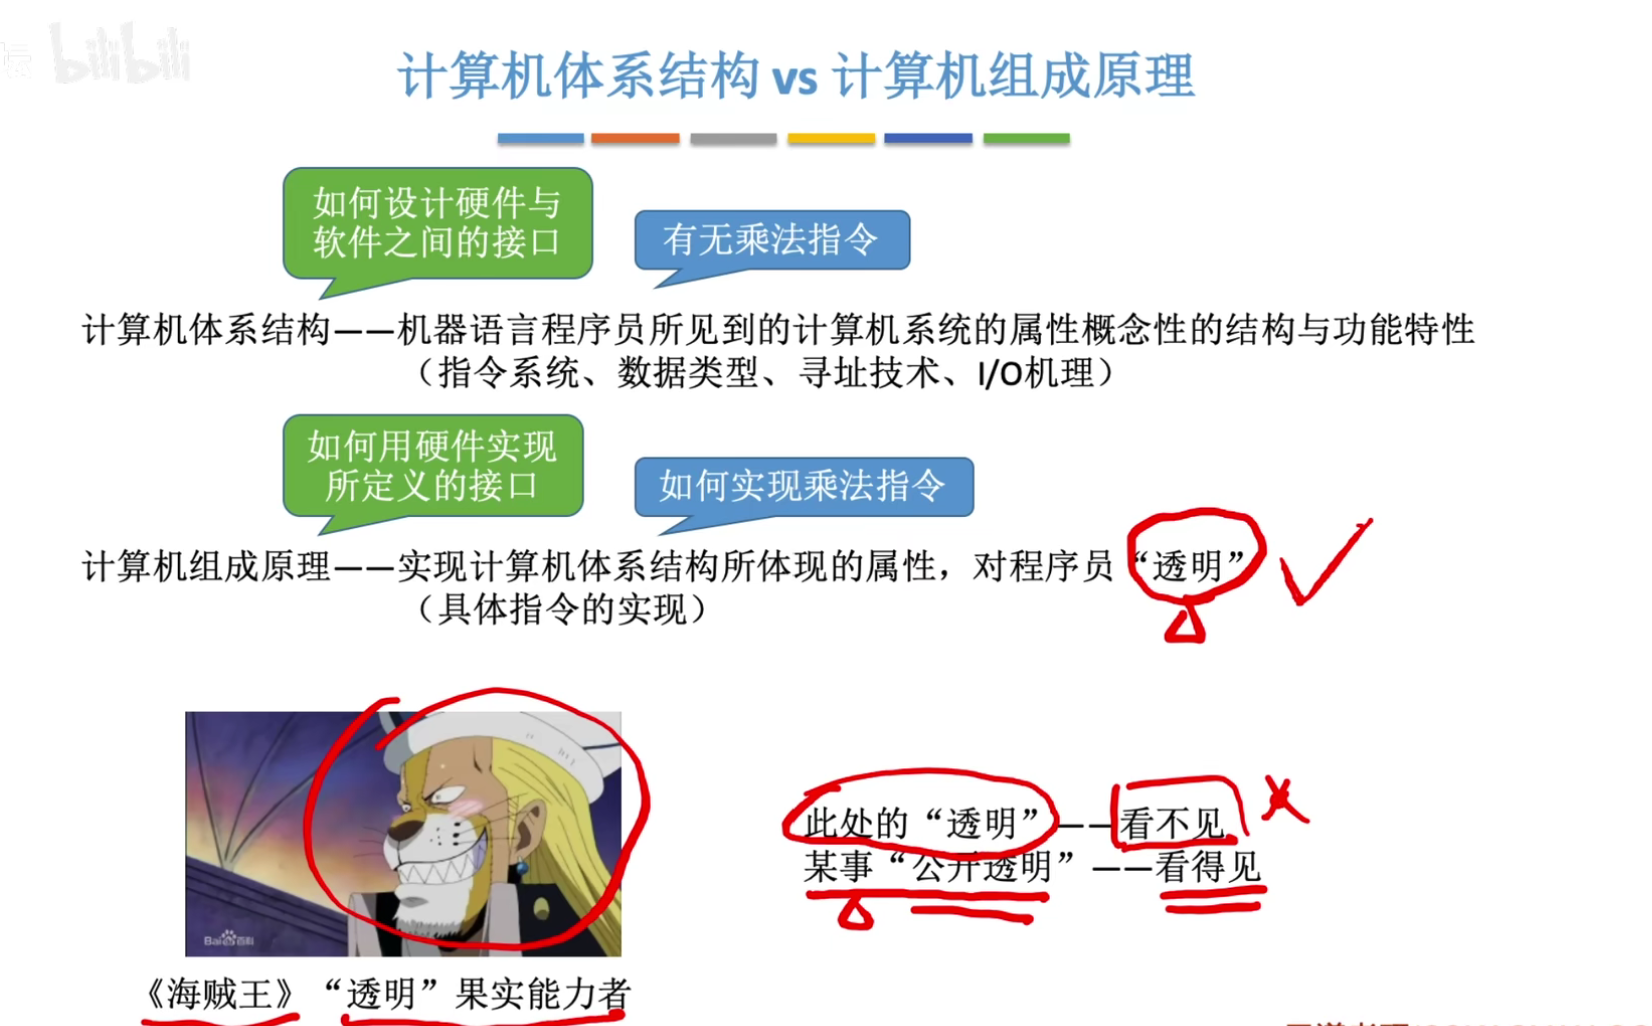 bilibili
计算机体系结构 vs 计算机组成原理
如何设计硬件与
软件之间的接口
有无乘法指令
计算机体系结构——机器语言程序员所见到的计算机系统的属性概念性的结构与功能特性
（指令系统、数据类型、寻址技术、I/O机理）
如何用硬件实现
所定义的接口
如何实现乘法指令
计算机组成原理——实现计算机体系结构所体现的属性，对程序员“透明”
（具体指令的实现）
此处的“透明”——看不见
某事“公开透明”——看得见
Bai百科
《海贼王》“透明”果实能力者